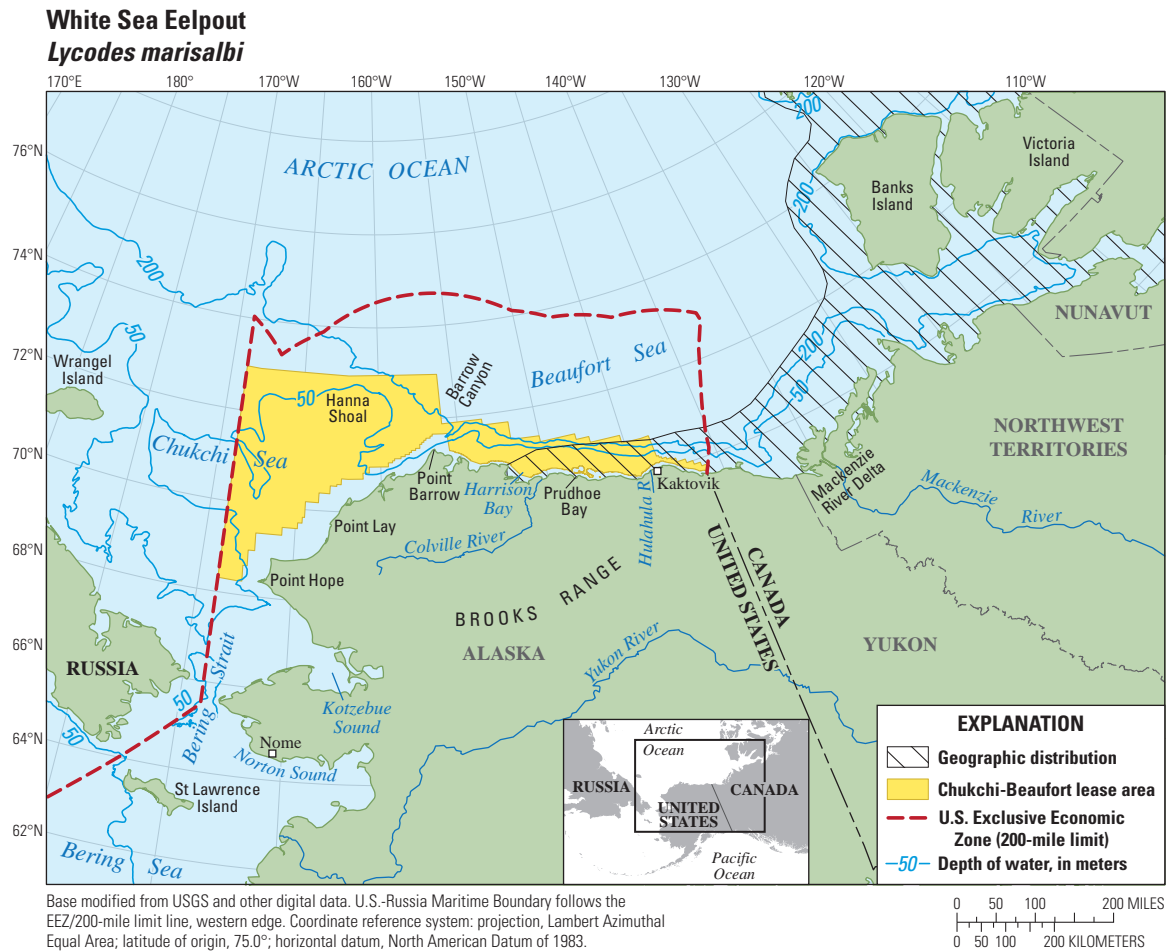 White Sea Eelpout
Lycodes marisalbi
170°E
180°
170°W
160°W
150°W
140°W
130°W
120°W
110°W
76°N
74°N
72°N
70°N
68°N
66°N
64°N
62°N
ARCTIC OCEAN
200
200
Victoria
Island
Banks
Island
200
50
NUNAVUT
Wrangel
Island
Beaufort Sea
Barrow
Canyon
50
Hanna
Shoal
200
50
Chukchi Sea
NORTHWEST
TERRITORIES
Point
Barrow
Harrison
Bay
Prudhoe
Bay
Hulahula R.
Kaktovik
Mackenzie
River Delta
Mackenzie
River
Point Lay
Colville River
Point Hope
BROOKS RANGE
CANADA
UNITED STATES
ALASKA
YUKON
Yukon River
RUSSIA
Bering Strait
50
50
Kotzebue
Sound
Nome
Norton Sound
St Lawrence
Island
Bering Sea
Arctic
Ocean
RUSSIA
CANADA
UNITED
STATES
Pacific
Ocean
EXPLANATION
Geographic distribution
Chukchi-Beaufort lease area
U.S. Exclusive Economic
Zone (200-mile limit)
50 Depth of water, in meters
Base modified from USGS and other digital data. U.S.-Russia Maritime Boundary follows the
EEZ/200-mile limit line, western edge. Coordinate reference system: projection, Lambert Azimuthal
Equal Area; latitude of origin, 75.0°; horizontal datum, North American Datum of 1983.
0 50 100 200 MILES
0 50 100 200 KILOMETERS